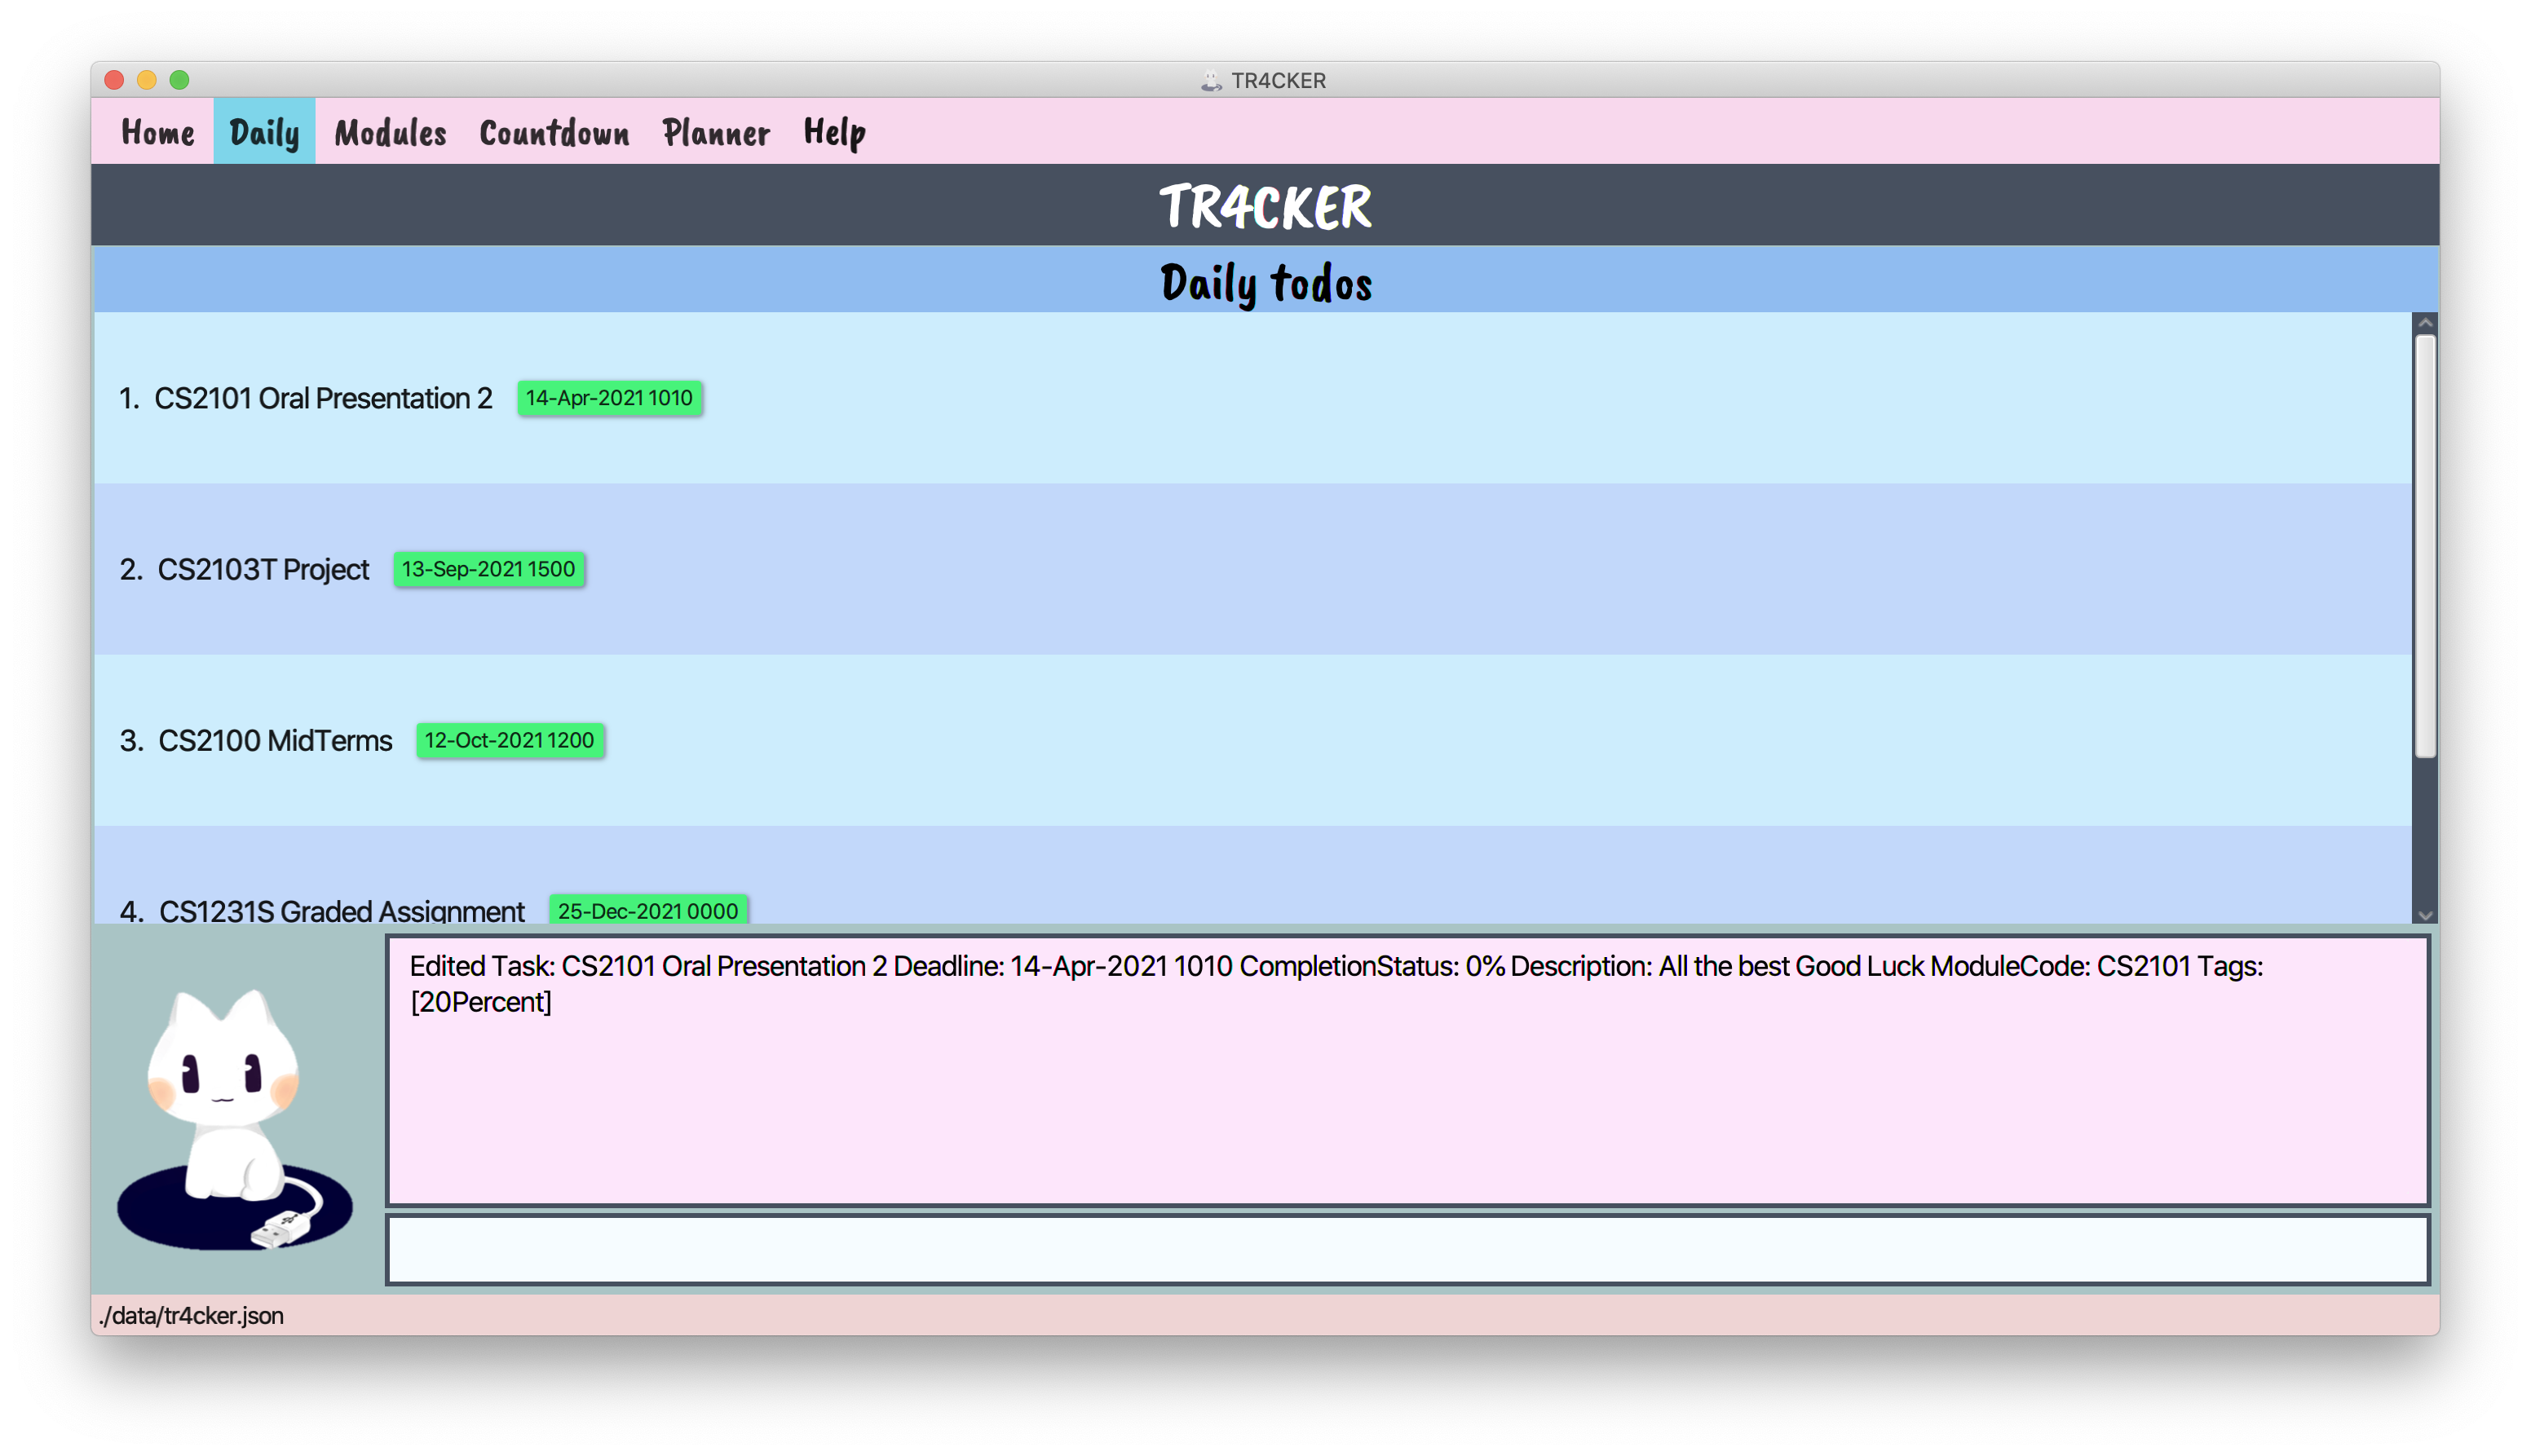 TR4CKER
Home Daily Modules Countdown Planner Help
TR4CKER
Daily todos
1. CS2101 Oral Presentation 2 14-Apr-2021 1010
2. CS2103T Project 13-Sep-2021 1500
3. CS2100 MidTerms 12-Oct-2021 1200
4. CS1231S Graded Assignment 25-Dec-2021 0000
Edited Task: CS2101 Oral Presentation 2 Deadline: 14-Apr-2021 1010 CompletionStatus: 0% Description: All the best Good Luck ModuleCode: CS2101 Tags:
[20Percent]
./data/tr4cker.json